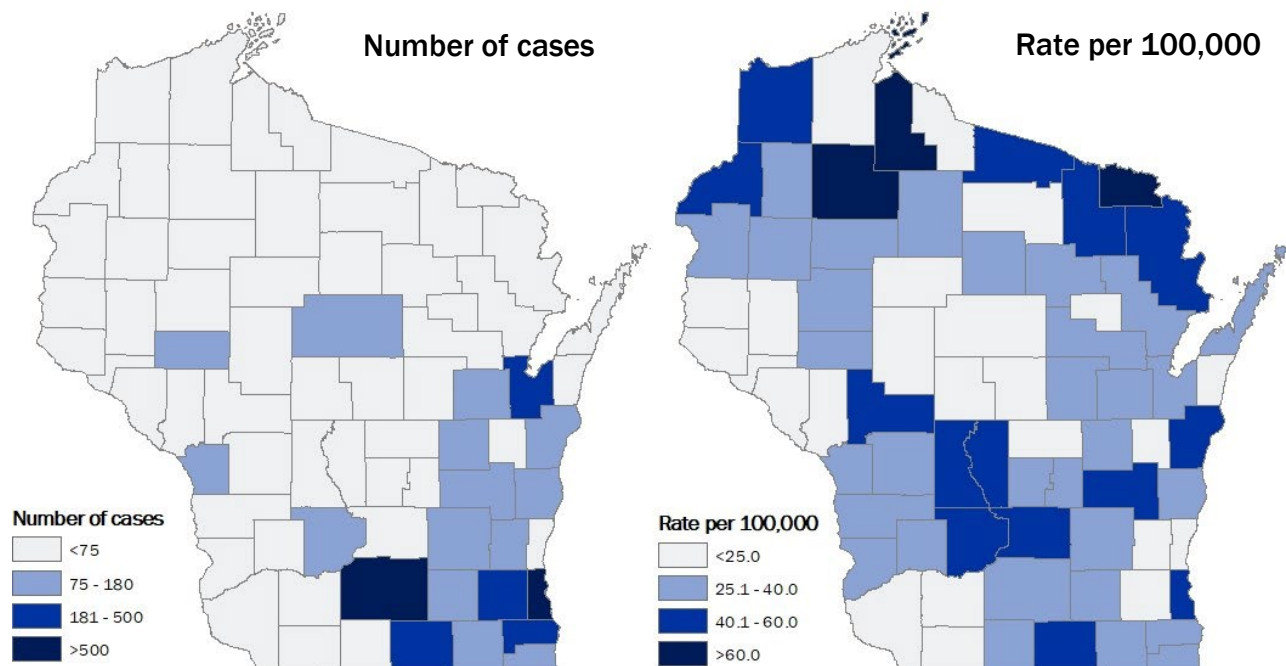 Number of cases
Rate per 100,000
Number of cases
<75
75 - 180
181 - 500
>500
Rate per 100,000
<25.0
25.1 - 40.0
40.1 - 60.0
>60.0